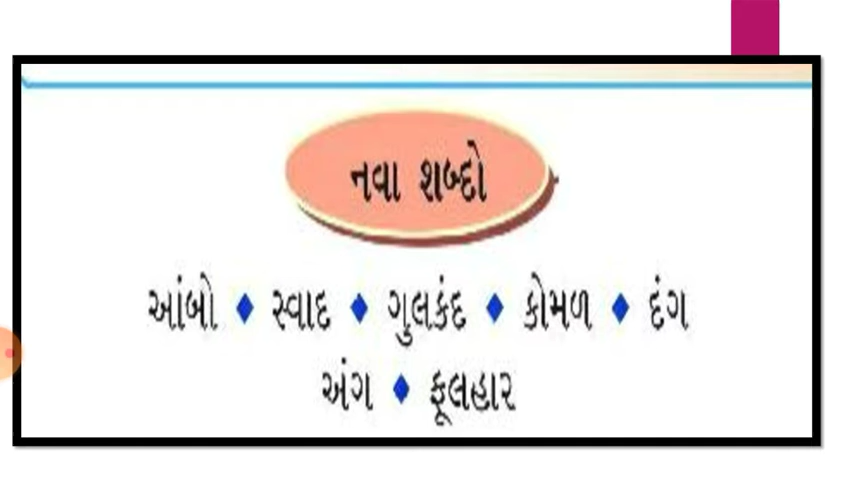 નવા શબ્દો
આંબો ♦ સ્વાદ ♦ ગુલકંદ ♦ કોમળ ♦ દંગ
અંગ ♦ ફૂલહાર